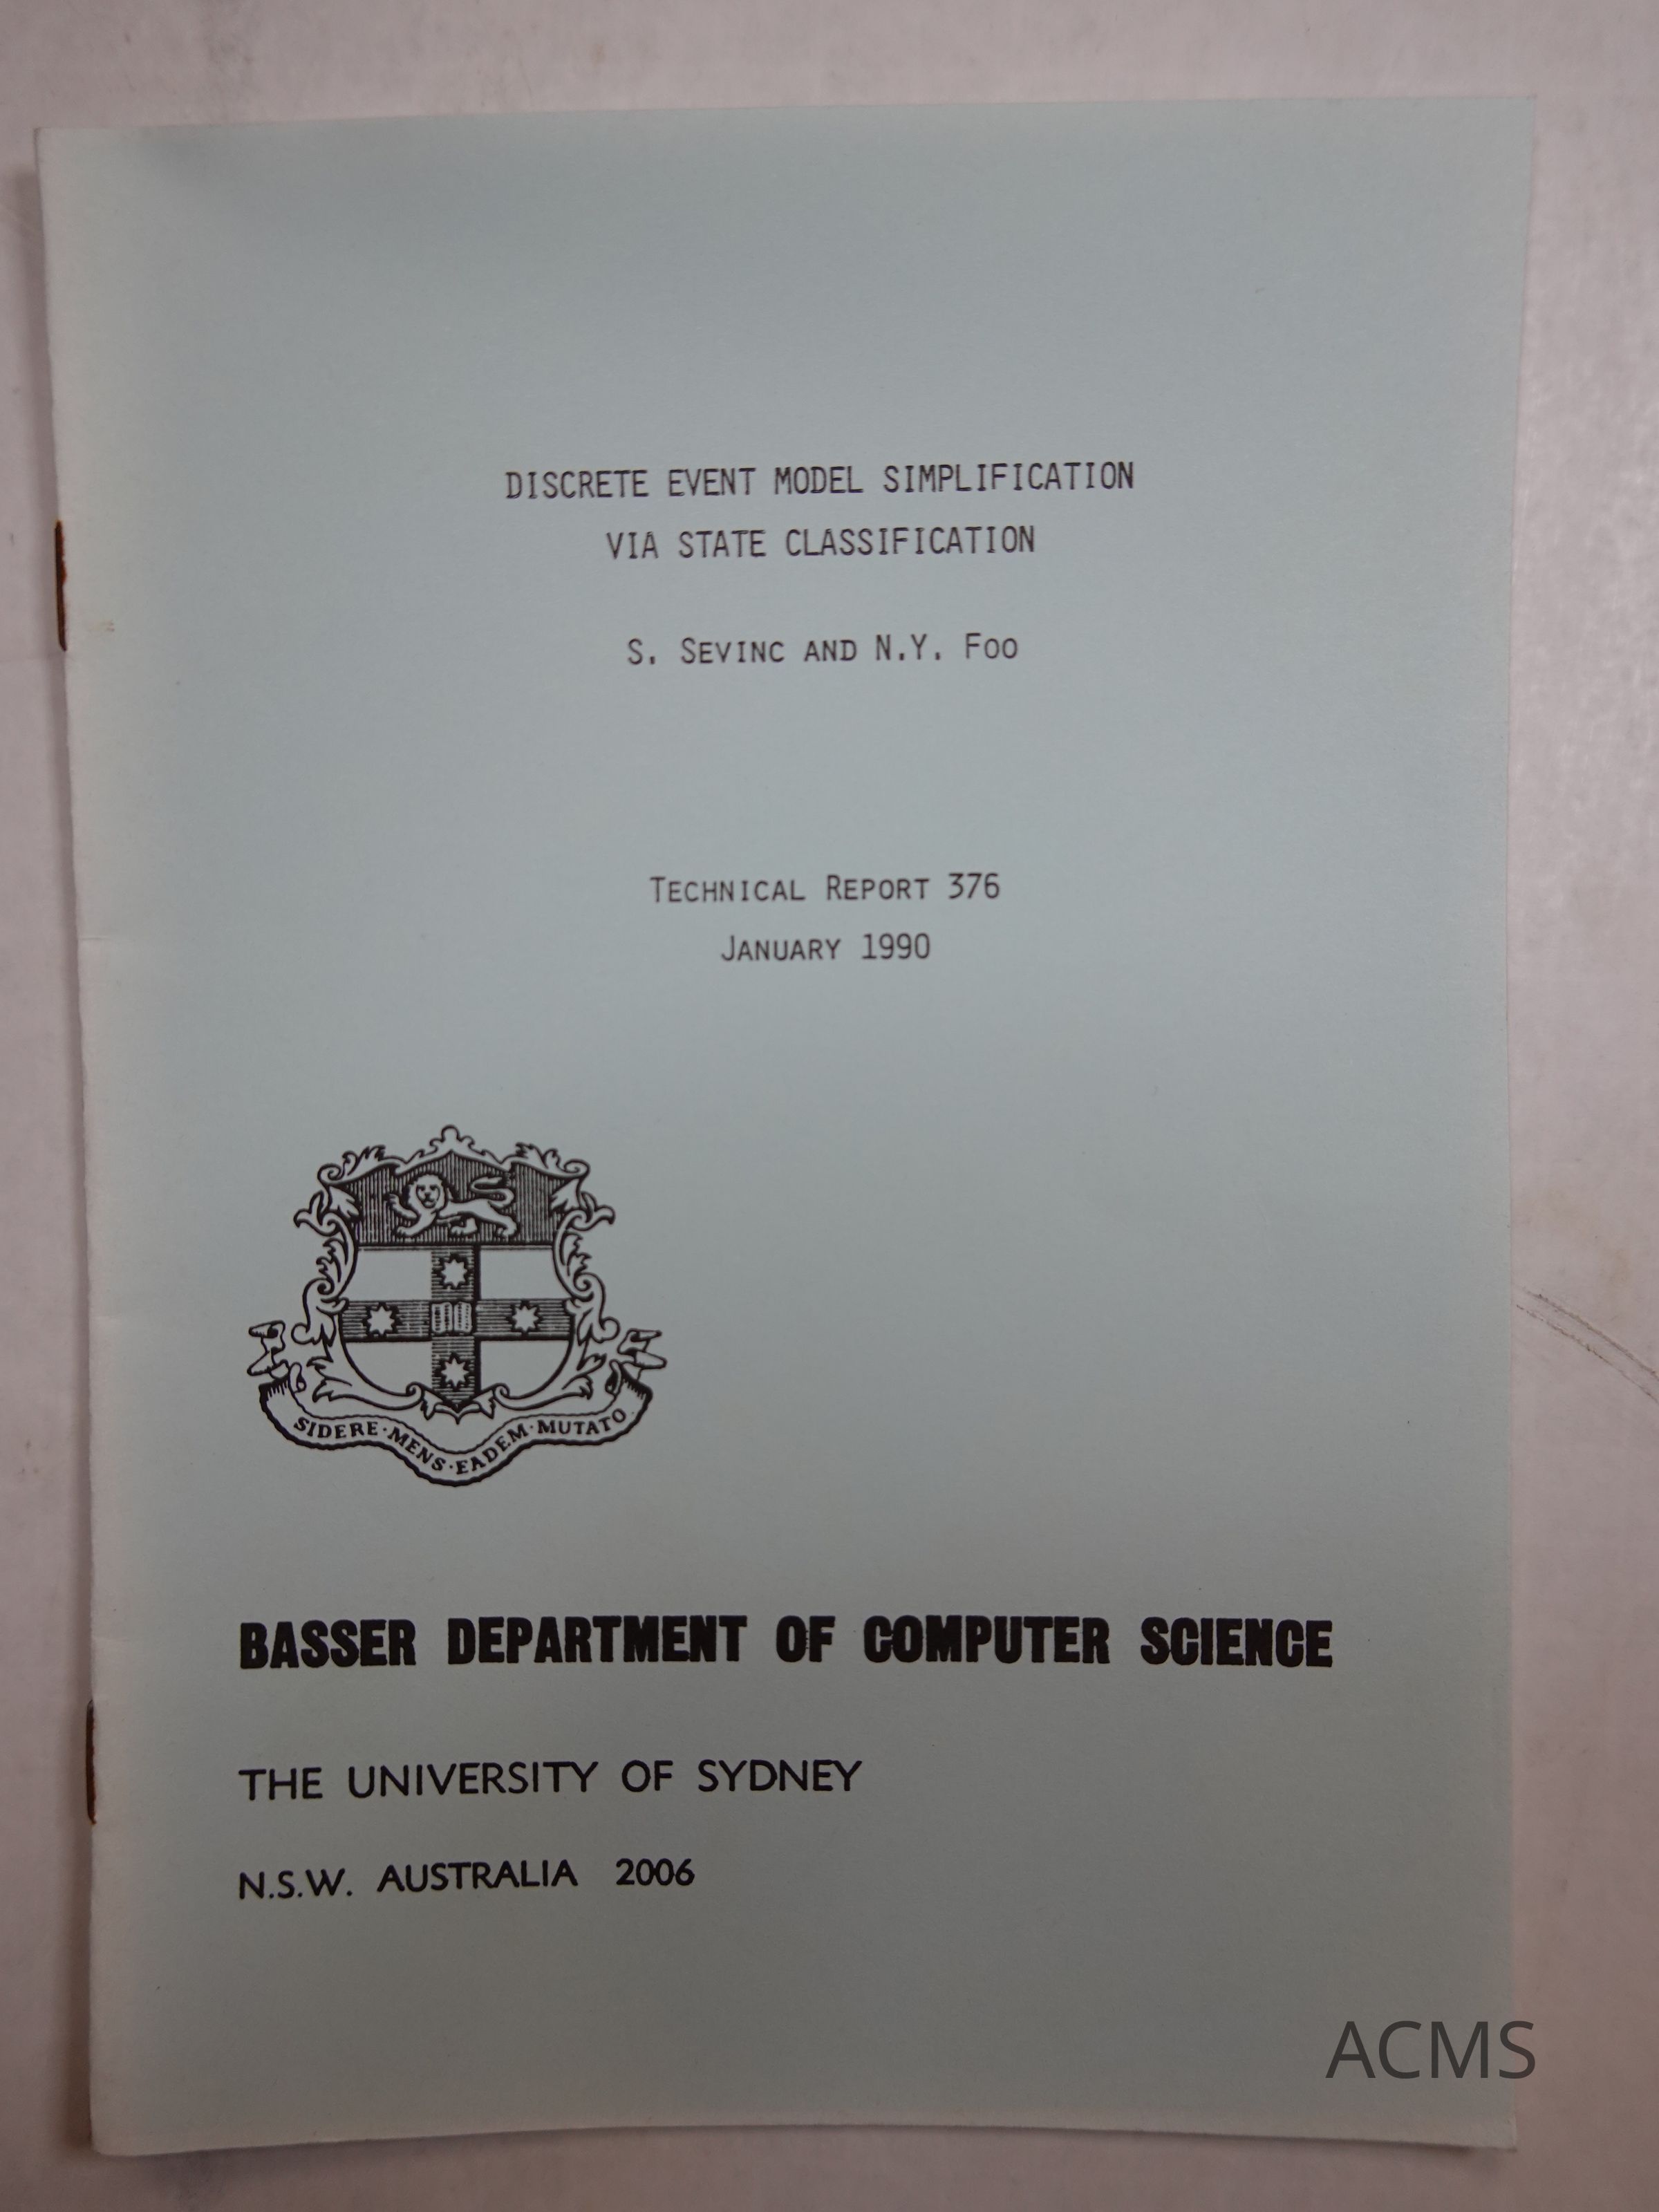 DISCRETE EVENT MODEL SIMPLIFICATION
VIA STATE CLASSIFICATION
S. SEVINC AND N.Y. FOO
TECHNICAL REPORT 376
JANUARY 1990
SIDERE·MENS·EADEM·MUTATO
BASSER DEPARTMENT OF COMPUTER SCIENCE
THE UNIVERSITY OF SYDNEY
N.S.W. AUSTRALIA 2006
ACMS